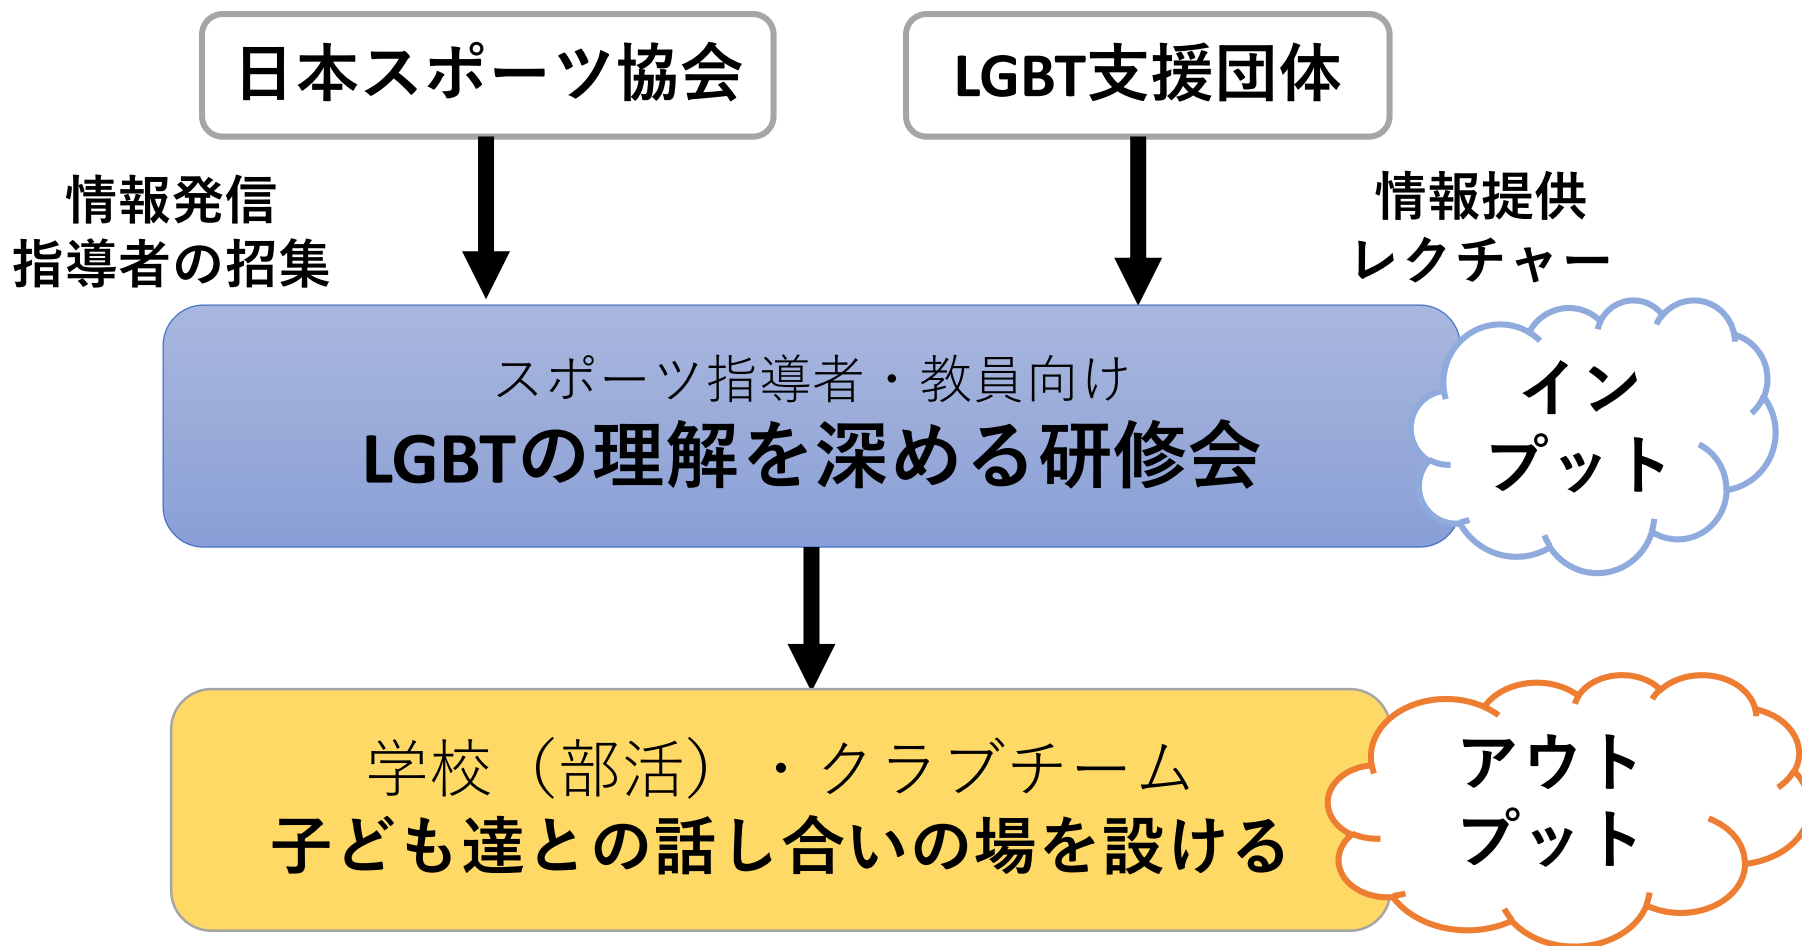 日本スポーツ協会
LGBT支援団体
情報発信
指導者の招集
情報提供
レクチャー
スポーツ指導者・教員向け
LGBTの理解を深める研修会
イン
プット
学校（部活）・クラブチーム
子ども達との話し合いの場を設ける
アウト
プット